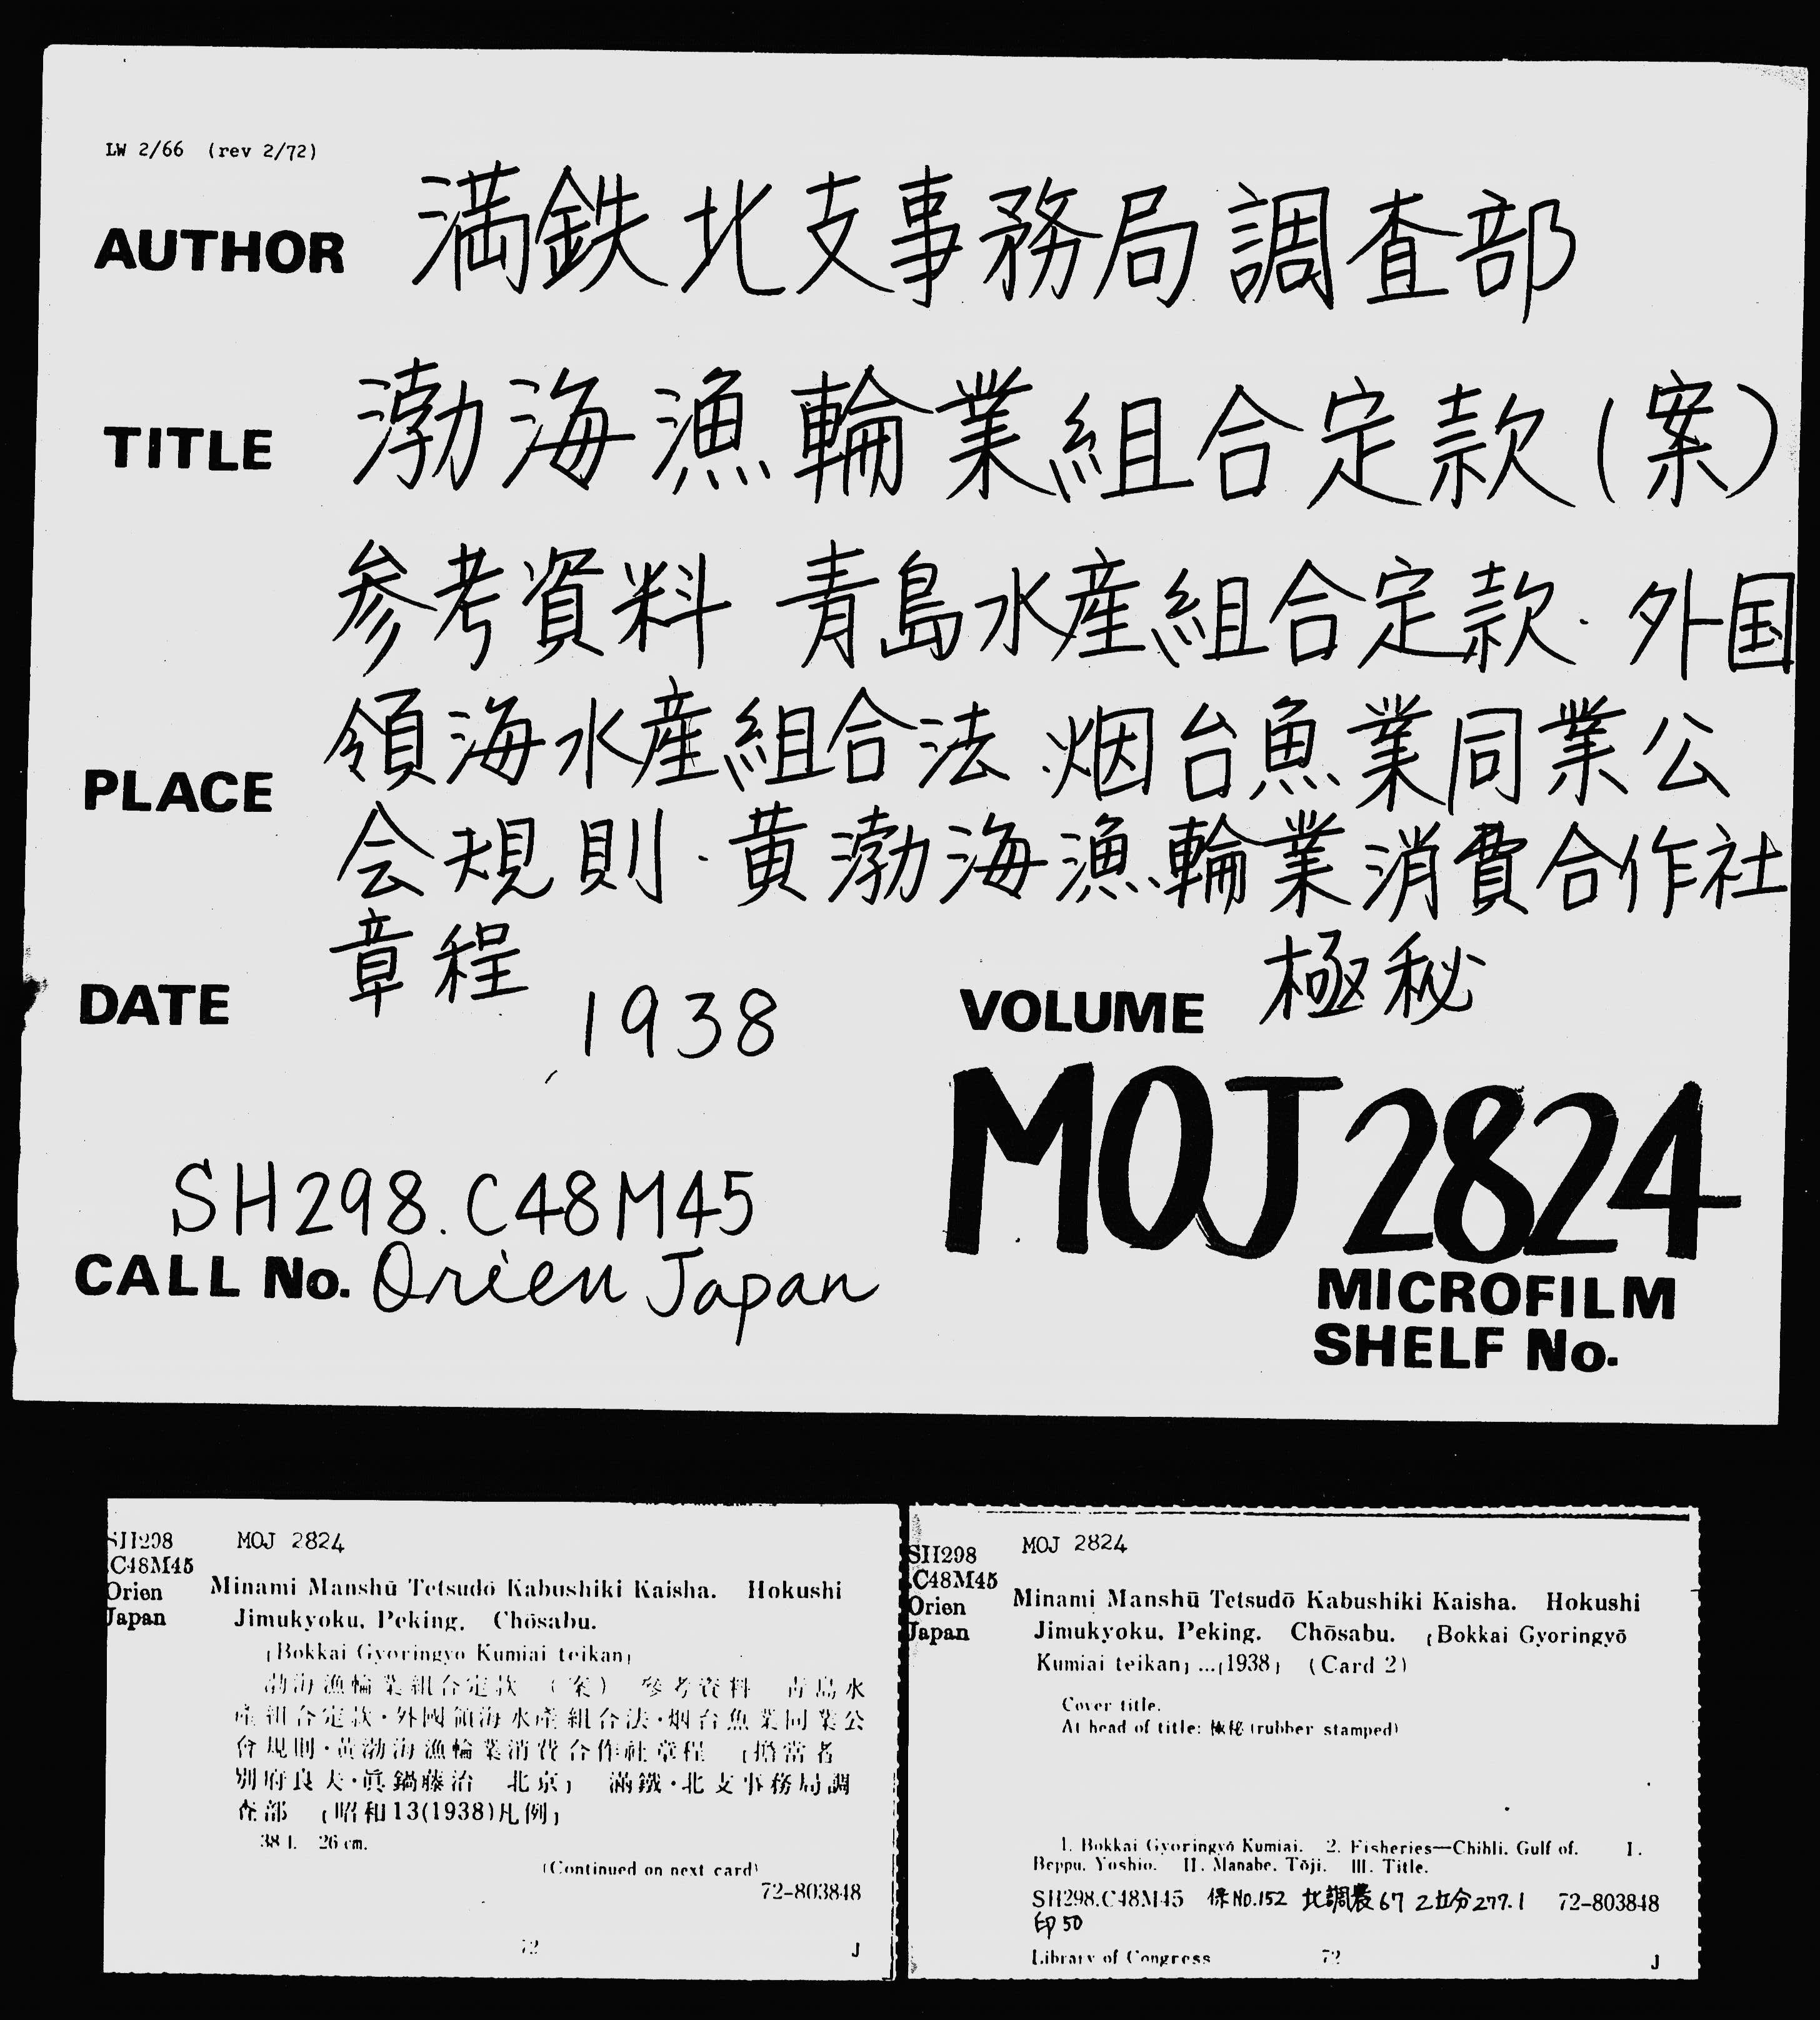 LW 2/66 (rev 2/72)
AUTHOR 満鉄北支事務局調査部
TITLE 渤海漁輪業組合定款(案)
参考資料 青島水産組合定款・外国
領海水産組合法・烟台魚業同業公
PLACE
会規則・黄渤海漁輪業消費合作社
章程
極秘
DATE 1938 VOLUME
MOJ 2824
SH298.C48M45
CALL No. Orien Japan
MICROFILM
SHELF No.
SH298 MOJ 2824
.C48M45
Orien Minami Manshū Tetsudō Kabushiki Kaisha. Hokushi
Japan Jimukyoku, Peking. Chōsabu.
[Bokkai Gyoringyo Kumiai teikan]
渤海漁輪業組合定款 (案) 參考資料 青島水
產組合定款・外國領海水產組合法・烟台魚業同業公
會規則・黃渤海漁輪業消費合作社章程 [擔當者
別府良夫・眞鍋藤治 北京] 滿鐵・北支事務局調
査部 [昭和13(1938)凡例]
38 l. 26 cm.
(Continued on next card)
72-803848
72 J
SH298 MOJ 2824
.C48M45
Orien Minami Manshū Tetsudō Kabushiki Kaisha. Hokushi
Japan Jimukyoku, Peking. Chōsabu. [Bokkai Gyoringyō
Kumiai teikan] ...[1938] (Card 2)
Cover title.
At head of title: 極秘 (rubber stamped)
1. Bokkai Gyoringyō Kumiai. 2. Fisheries—Chihli, Gulf of. I.
Beppu, Yoshio. II. Manabe, Tōji. III. Title.
SH298.C48M45 保No.152 北調農67 乙立分277.1 72-803848
印50
Library of Congress 72 J